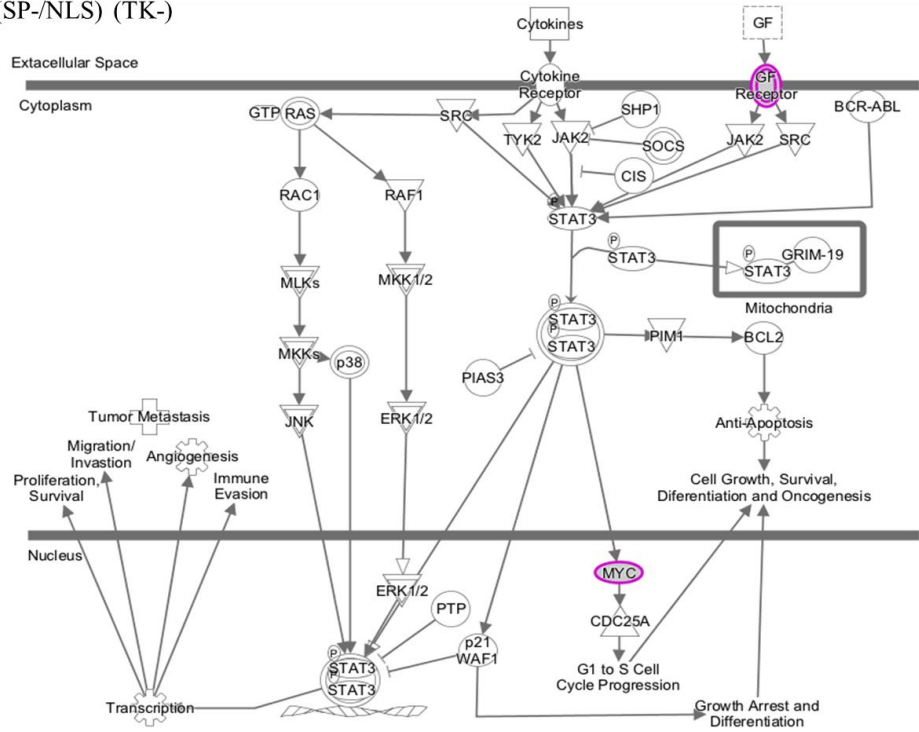 (SP-/NLS) (TK-)
Cytokines
GF
Extacellular Space
Cytokine
Receptor
GF
Receptor
Cytoplasm
GTP
RAS
SRC
TYK2
JAK2
SHP1
SOCS
JAK2
SRC
BCR-ABL
RAC1
RAF1
CIS
P
STAT3
P
STAT3
P
STAT3
GRIM-19
Mitochondria
MLKs
MKK1/2
P
STAT3
P
STAT3
PIM1
BCL2
MKKs
p38
PIAS3
JNK
ERK1/2
Anti-Apoptosis
Tumor Metastasis
Migration/
Invastion
Angiogenesis
Proliferation,
Survival
Immune
Evasion
Cell Growth, Survival,
Diferentiation and Oncogenesis
Nucleus
ERK1/2
MYC
PTP
CDC25A
p21
WAF1
P
STAT3
P
STAT3
G1 to S Cell
Cycle Progression
Transcription
Growth Arrest and
Differentiation